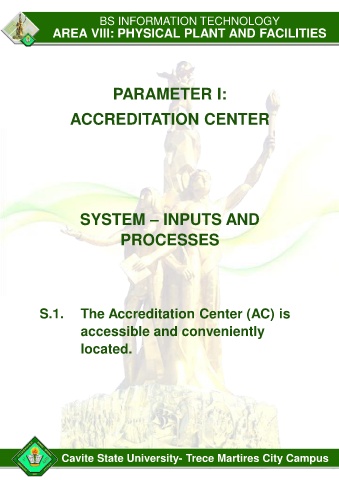 BS INFORMATION TECHNOLOGY
AREA VIII: PHYSICAL PLANT AND FACILITIES
PARAMETER I:
ACCREDITATION CENTER
SYSTEM – INPUTS AND
PROCESSES
S.1. The Accreditation Center (AC) is
accessible and conveniently
located.
Cavite State University- Trece Martires City Campus